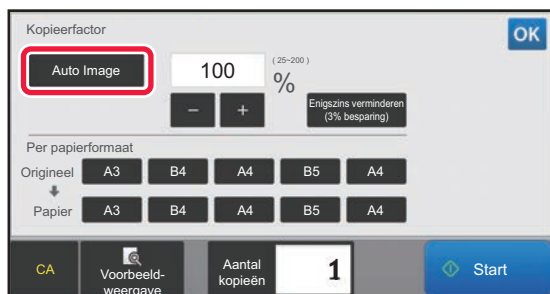 Kopieerfactor
OK
Auto Image
100
(25~200)
%
−
+
Enigszins verminderen
(3% besparing)
Per papierformaat
Origineel
A3
B4
A4
B5
A4
Papier
A3
B4
A4
B5
A4
CA
Voorbeeld-
weergave
Aantal
kopieën
1
Start